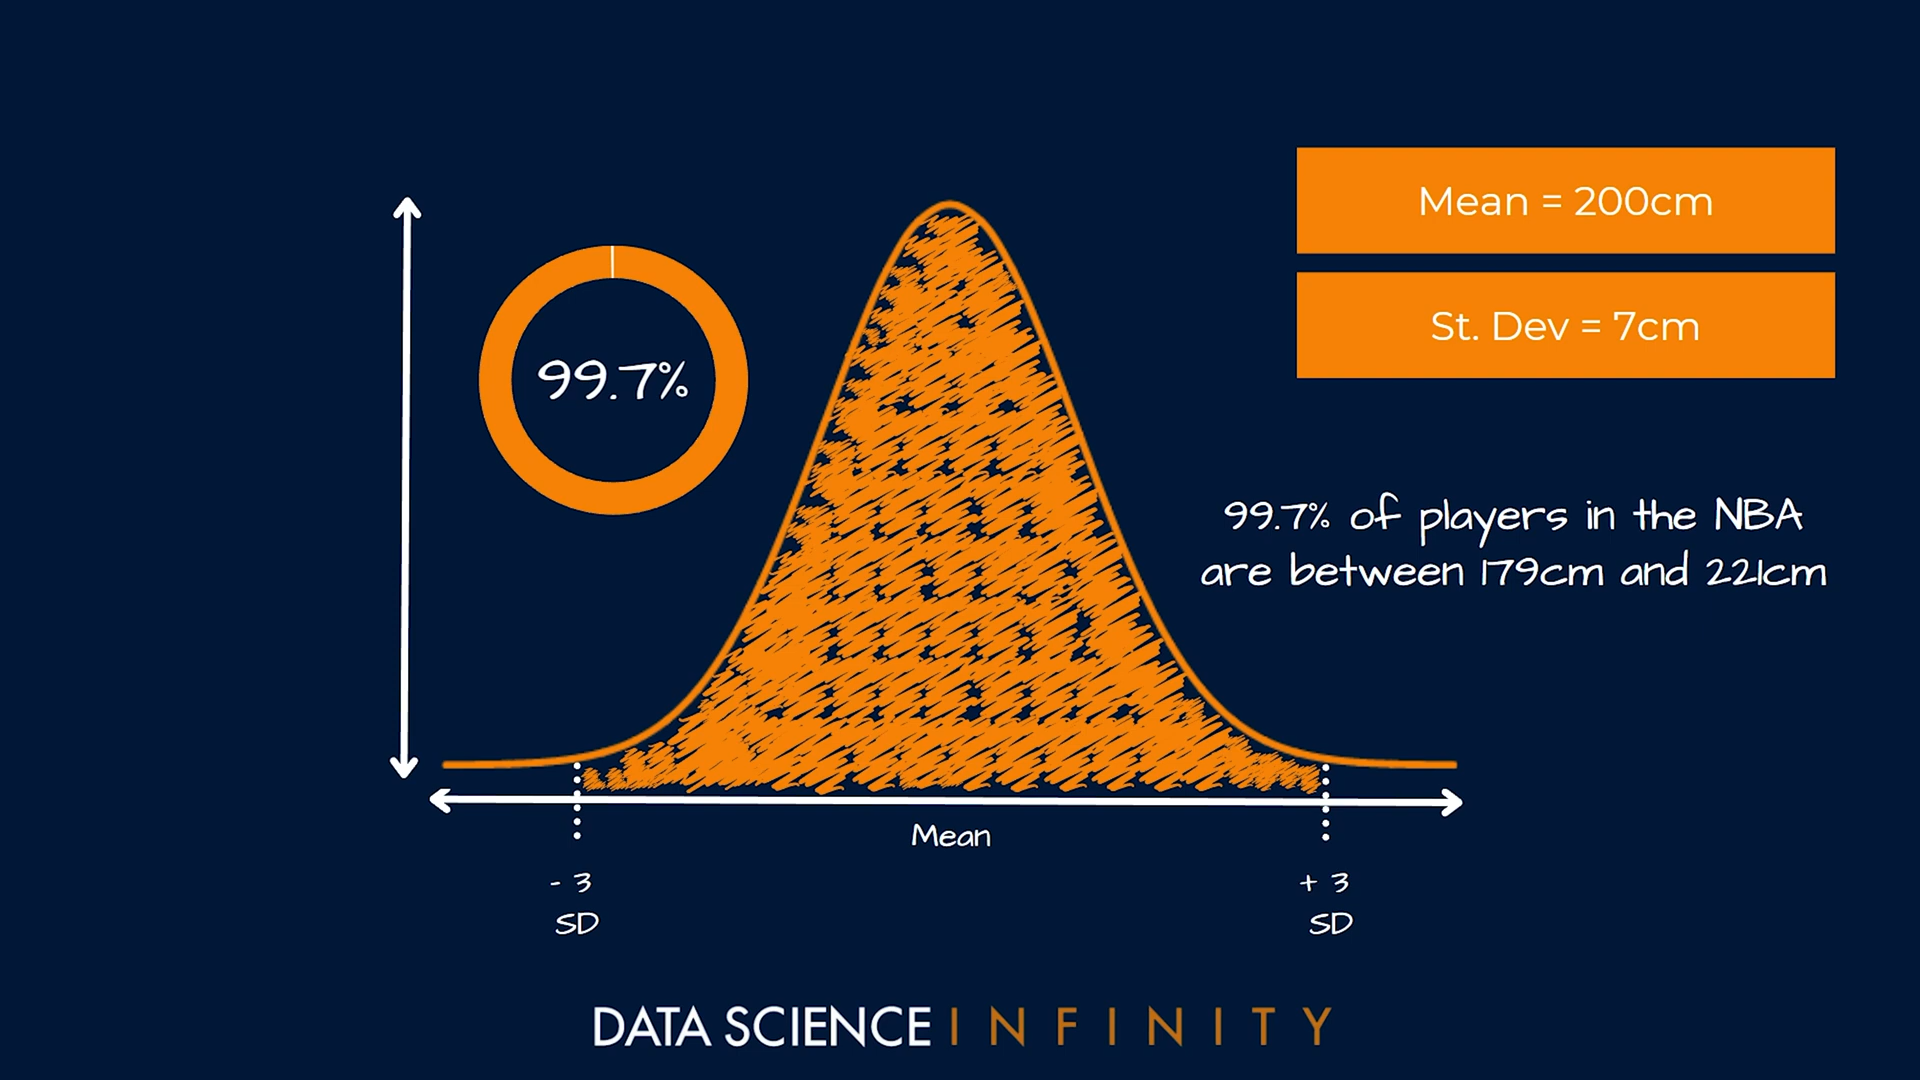 Mean = 200cm
St. Dev = 7cm
99.7%
99.7% of players in the NBA
are between 179cm and 221cm
Mean
- 3
SD
+ 3
SD
DATA SCIENCE INFINITY